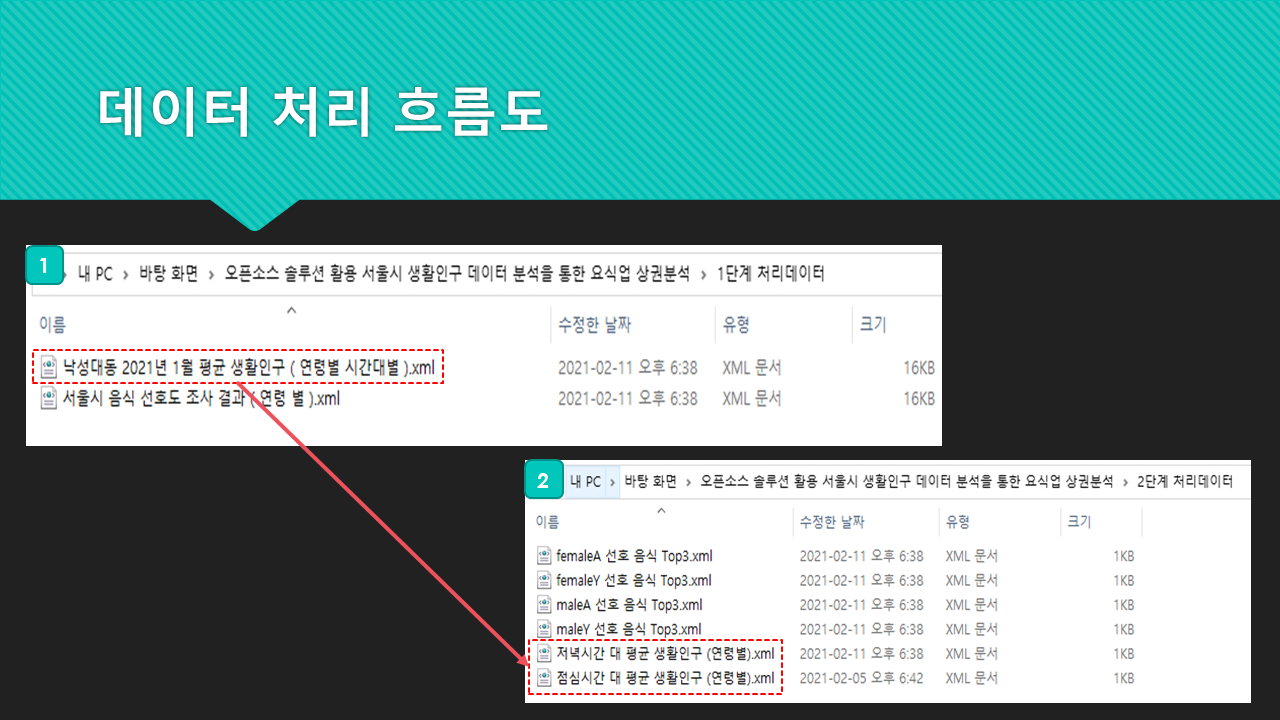 데이터 처리 흐름도
1
› 내 PC › 바탕 화면 › 오픈소스 솔루션 활용 서울시 생활인구 데이터 분석을 통한 요식업 상권분석 › 1단계 처리데이터
이름 수정한 날짜 유형 크기
낙성대동 2021년 1월 평균 생활인구 ( 연령별 시간대별 ).xml 2021-02-11 오후 6:38 XML 문서 16KB
서울시 음식 선호도 조사 결과 ( 연령 별 ).xml 2021-02-11 오후 6:38 XML 문서 16KB
2
내 PC › 바탕 화면 › 오픈소스 솔루션 활용 서울시 생활인구 데이터 분석을 통한 요식업 상권분석 › 2단계 처리데이터
이름 수정한 날짜 유형 크기
femaleA 선호 음식 Top3.xml 2021-02-11 오후 6:38 XML 문서 1KB
femaleY 선호 음식 Top3.xml 2021-02-11 오후 6:38 XML 문서 1KB
maleA 선호 음식 Top3.xml 2021-02-11 오후 6:38 XML 문서 1KB
maleY 선호 음식 Top3.xml 2021-02-11 오후 6:38 XML 문서 1KB
저녁시간 대 평균 생활인구 (연령별).xml 2021-02-11 오후 6:38 XML 문서 1KB
점심시간 대 평균 생활인구 (연령별).xml 2021-02-05 오후 6:42 XML 문서 1KB